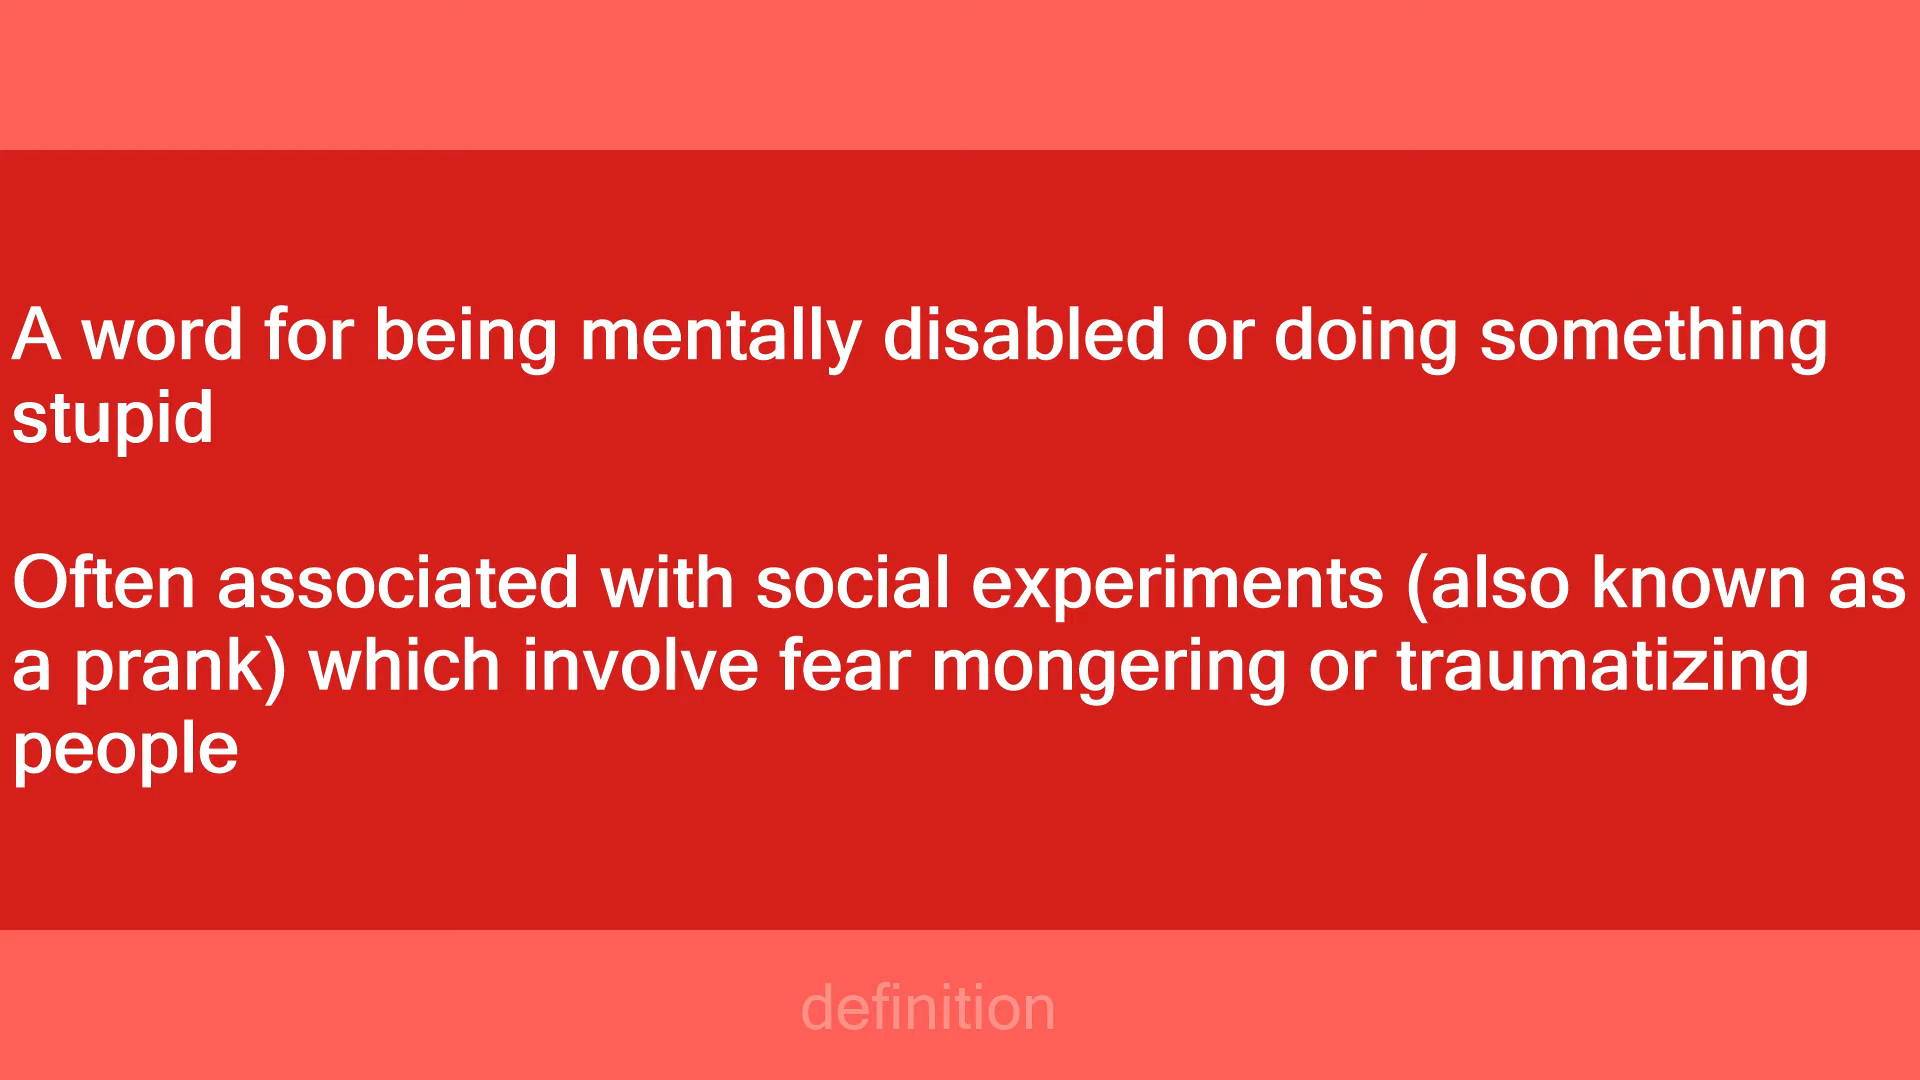 A word for being mentally disabled or doing something
stupid
Often associated with social experiments (also known as
a prank) which involve fear mongering or traumatizing
people
definition